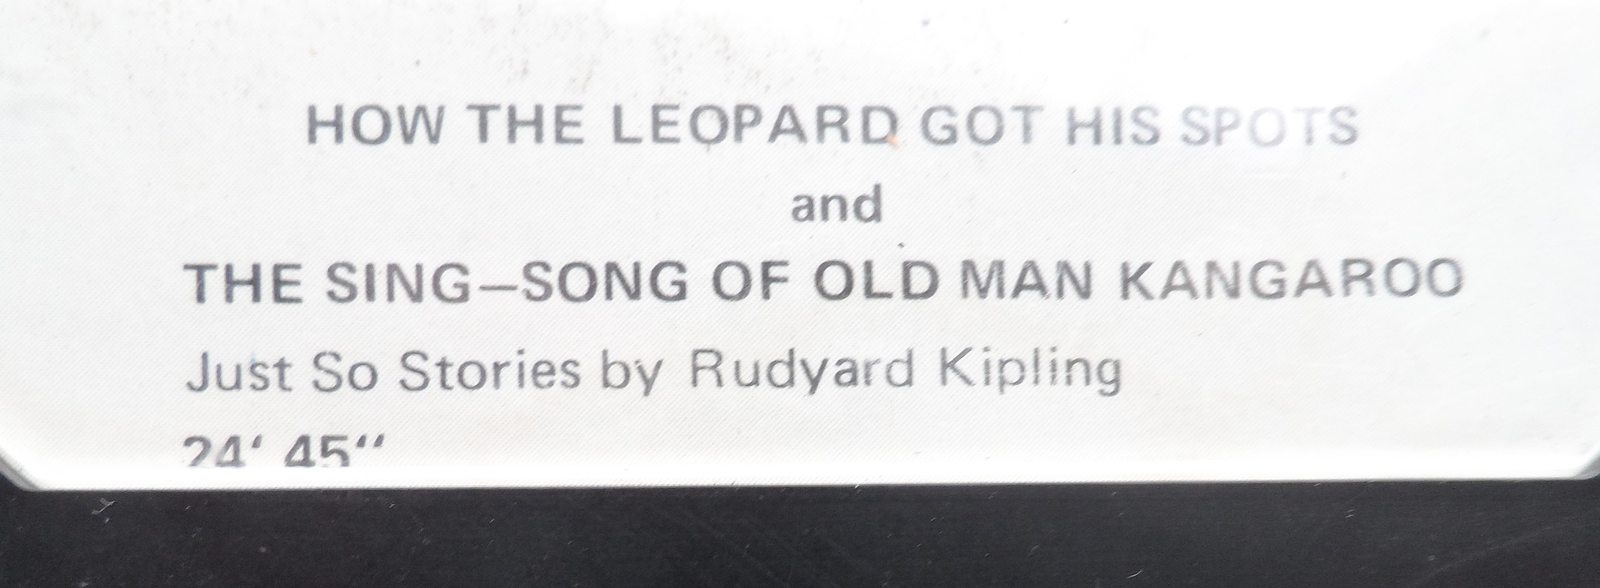 HOW THE LEOPARD GOT HIS SPOTS
and
THE SING—SONG OF OLD MAN KANGAROO
Just So Stories by Rudyard Kipling
24‘ 45‘‘